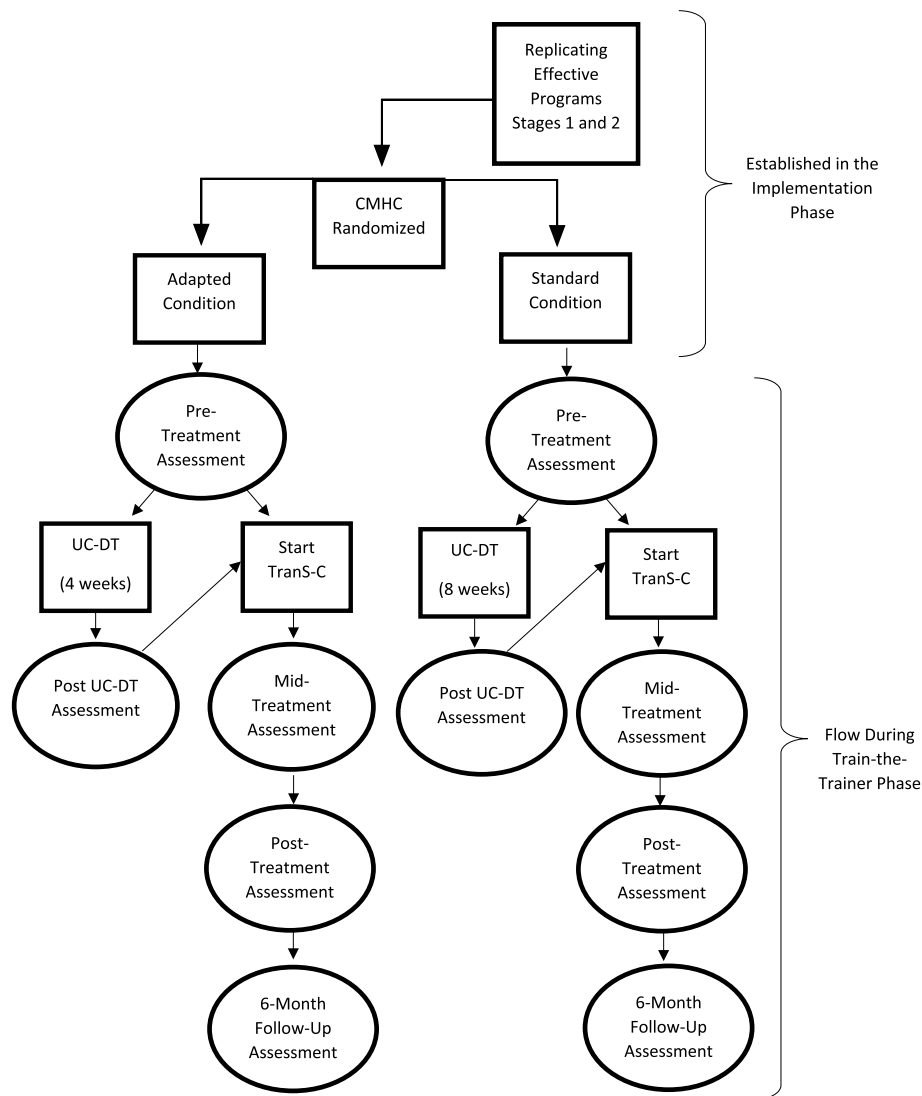 Replicating
Effective
Programs
Stages 1 and 2
Established in the
Implementation
Phase
CMHC
Randomized
Adapted
Condition
Standard
Condition
Pre-
Treatment
Assessment
Pre-
Treatment
Assessment
UC-DT
(4 weeks)
Start
TranS-C
UC-DT
(8 weeks)
Start
TranS-C
Post UC-DT
Assessment
Mid-
Treatment
Assessment
Post UC-DT
Assessment
Mid-
Treatment
Assessment
Flow During
Train-the-
Trainer Phase
Post-
Treatment
Assessment
Post-
Treatment
Assessment
6-Month
Follow-Up
Assessment
6-Month
Follow-Up
Assessment